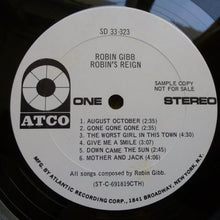 SD 33-323
ROBIN GIBB
ROBIN'S REIGN
SAMPLE COPY
NOT FOR SALE
ATCO
ONE
STEREO
1. AUGUST OCTOBER (2:35)
2. GONE GONE GONE (2:35)
3. THE WORST GIRL IN THIS TOWN (4:30)
4. GIVE ME A SMILE (3:10)
5. DOWN CAME THE SUN (2:45)
6. MOTHER AND JACK (4:06)
All songs composed by Robin Gibb.
(ST-C-691819CTH)
MFG. BY ATLANTIC RECORDING CORP., 1841 BROADWAY, NEW YORK, N.Y.